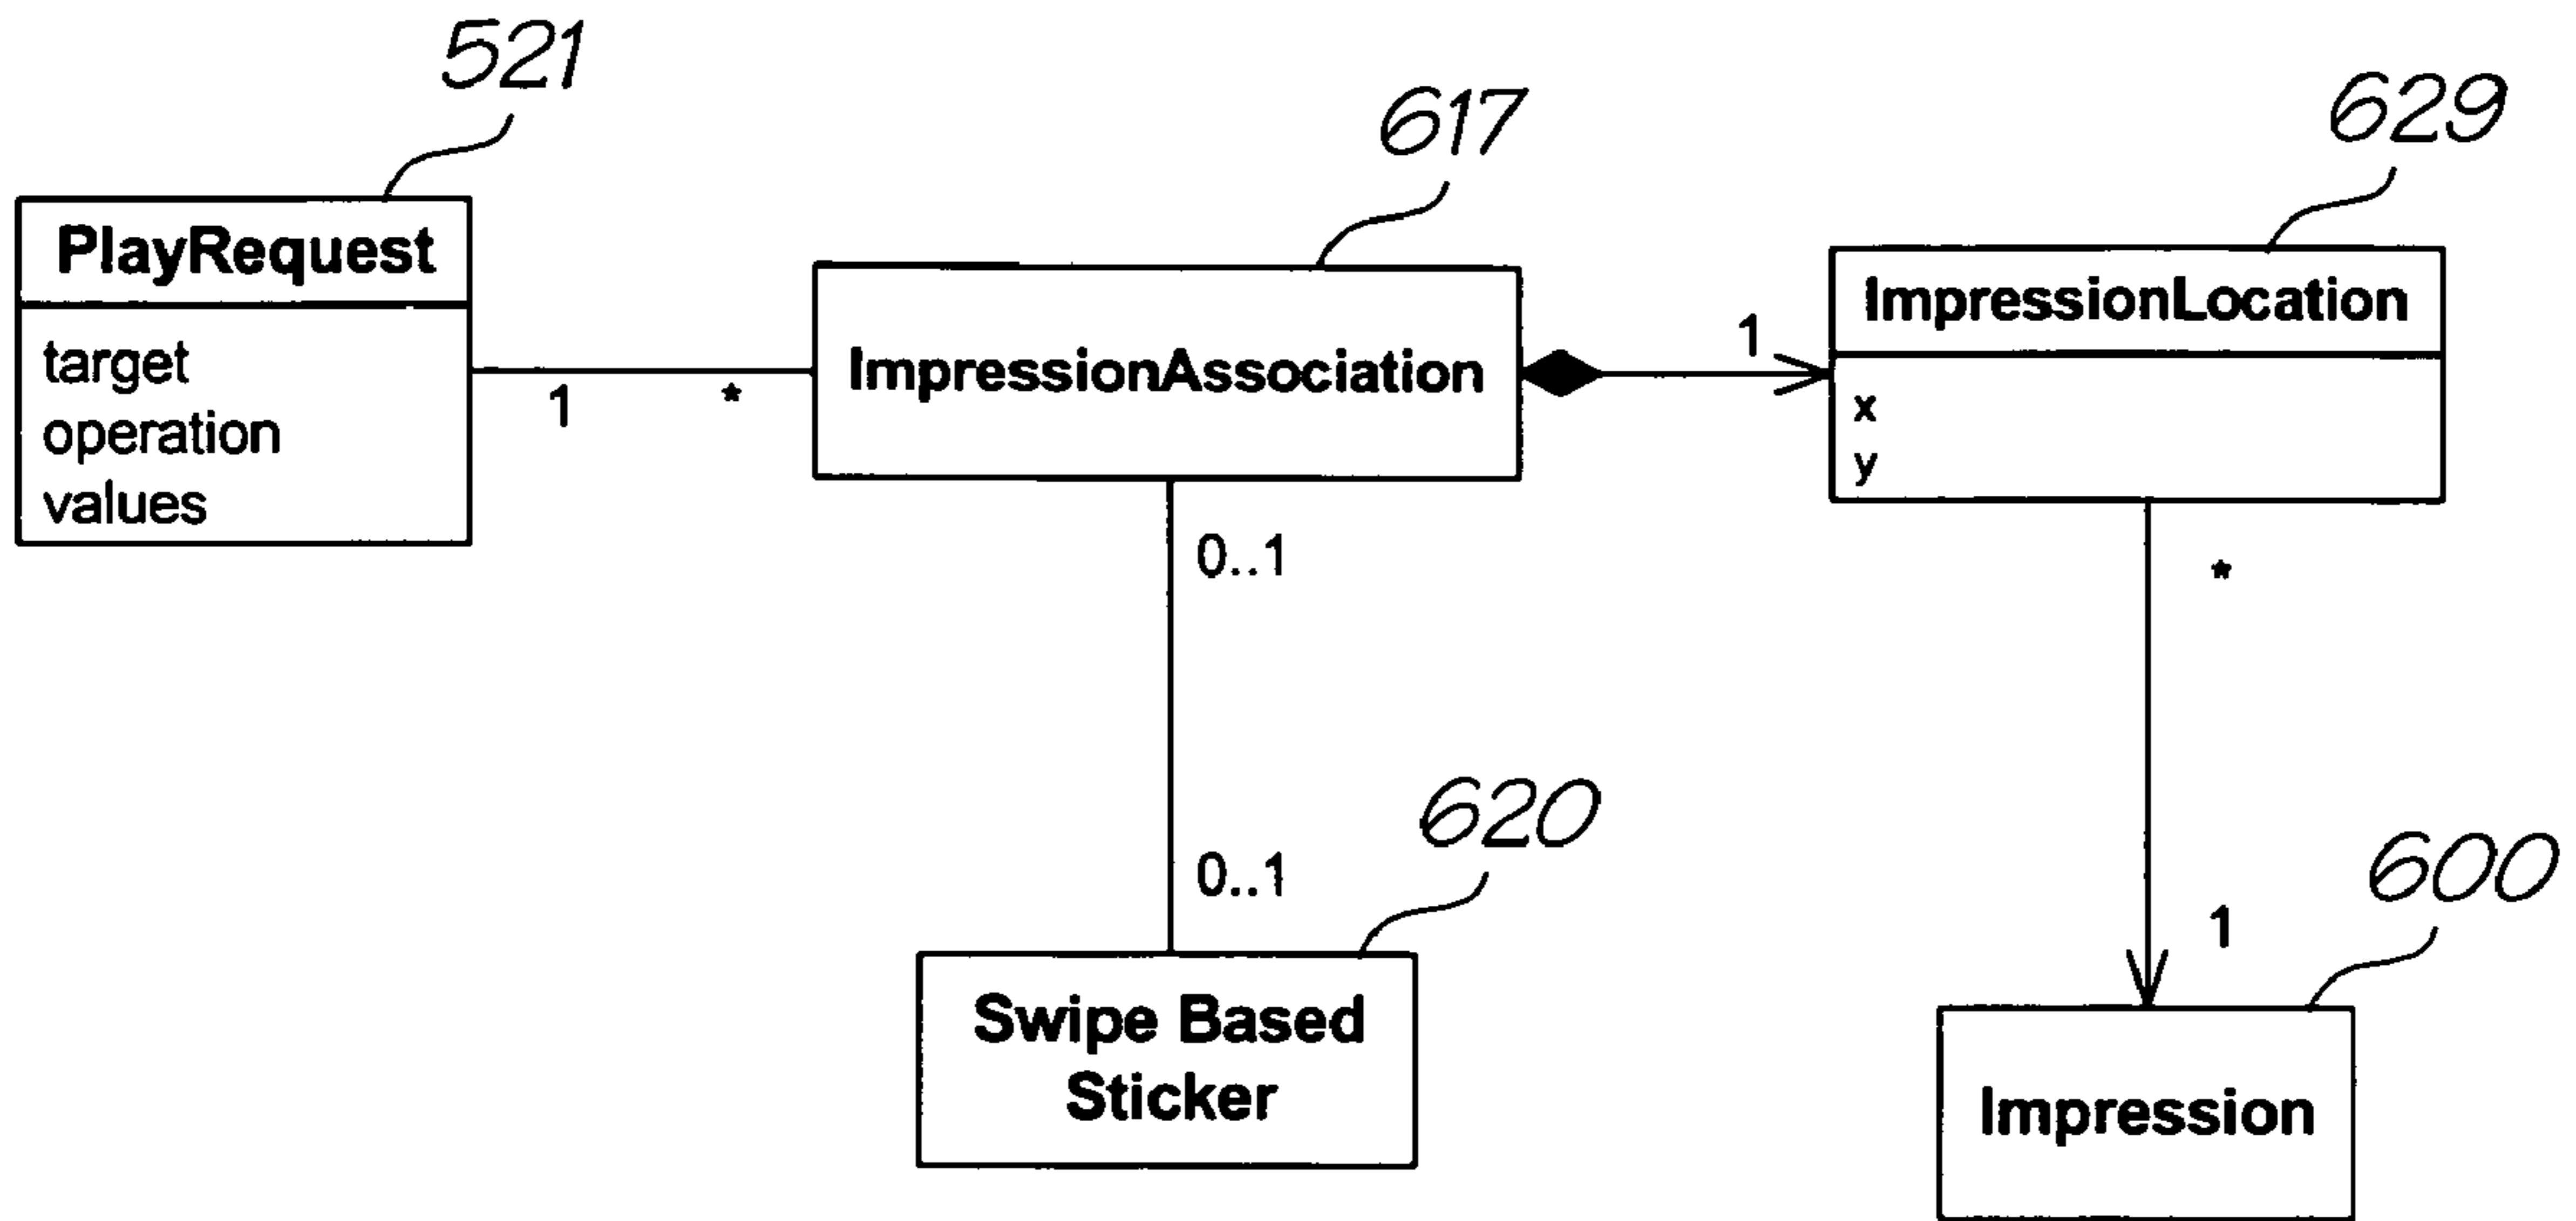 521
617
629
PlayRequest
target
operation
values
1
*
ImpressionAssociation
1
ImpressionLocation
x
y
0..1
0..1
*
1
620
Swipe Based
Sticker
600
Impression